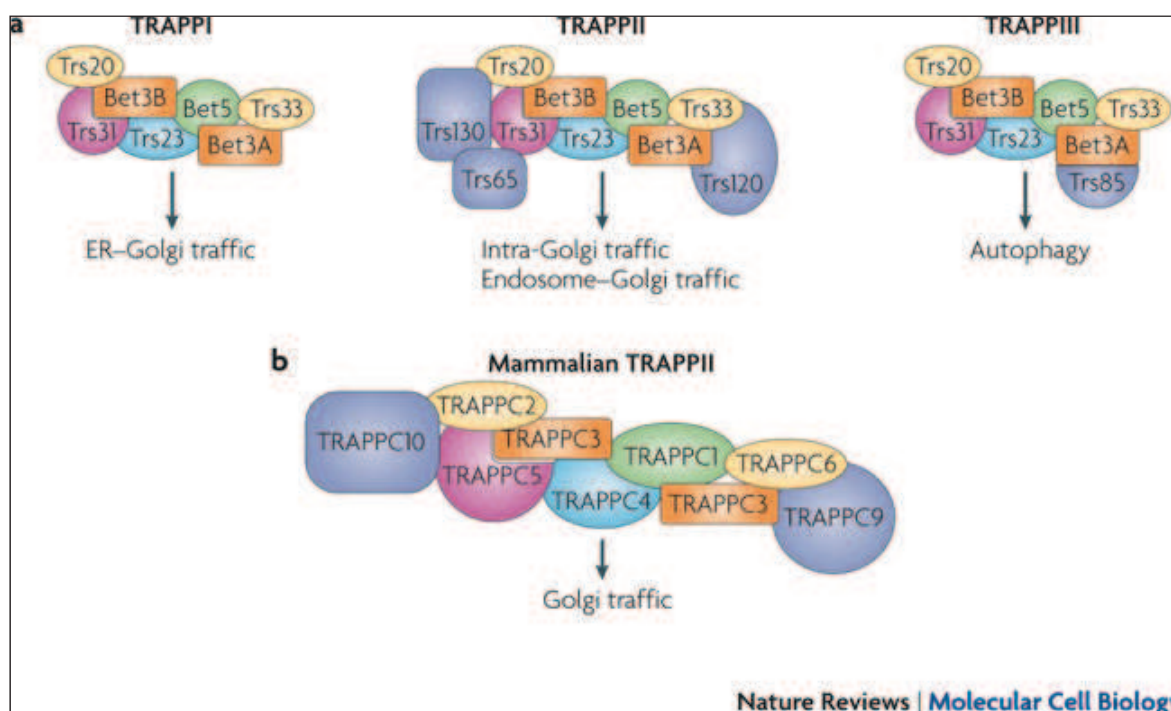 a
TRAPPI
TRAPPII
TRAPPIII
Trs20
Bet3B
Bet5
Trs33
Trs31
Trs23
Bet3A
Trs20
Bet3B
Bet5
Trs33
Trs130
Trs31
Trs23
Bet3A
Trs65
Trs120
Trs20
Bet3B
Bet5
Trs33
Trs31
Trs23
Bet3A
Trs85
ER–Golgi traffic
Intra-Golgi traffic
Endosome–Golgi traffic
Autophagy
b
Mammalian TRAPPII
TRAPPC2
TRAPPC10
TRAPPC3
TRAPPC1
TRAPPC6
TRAPPC5
TRAPPC4
TRAPPC3
TRAPPC9
Golgi traffic
Nature Reviews | Molecular Cell Biology